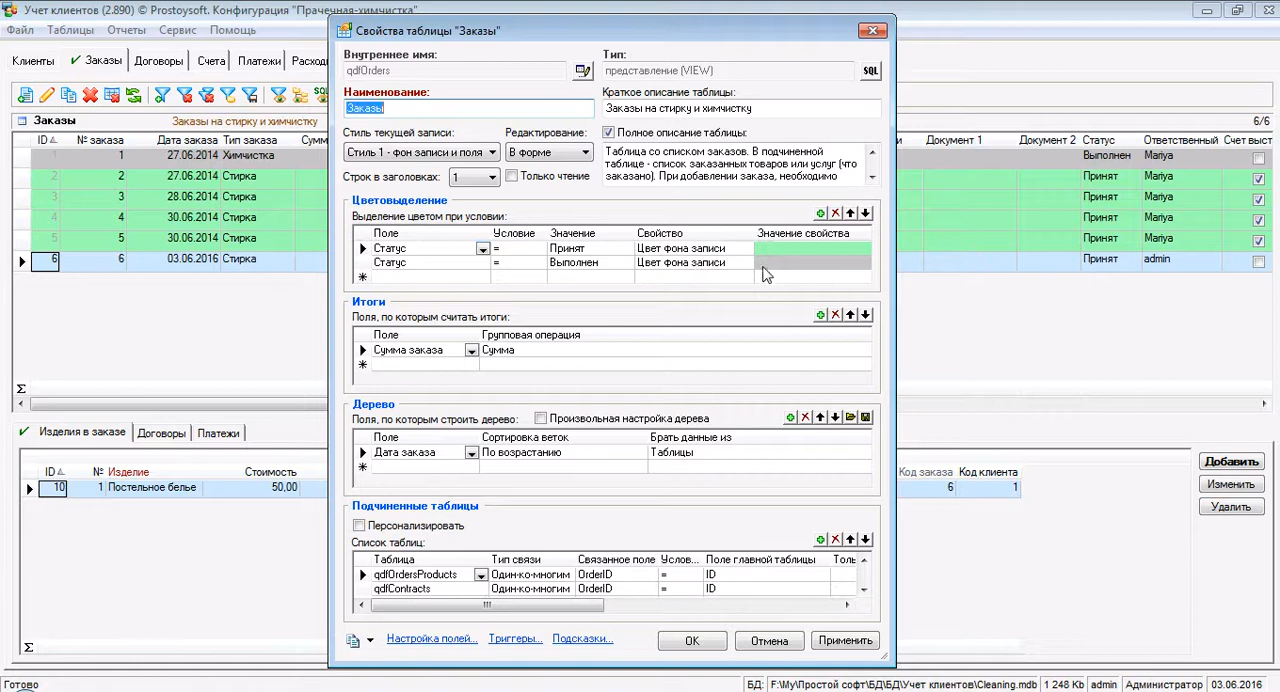 Учет клиентов (2.890) © Prostoysoft. Конфигурация "Прачечная-химчистка"
Файл Таблицы Отчеты Сервис Помощь
Клиенты ✓ Заказы Договоры Счета Платежи
Заказы Заказы на стирку и химчистку 6/6
ID № заказа Дата заказа Тип заказа Документ 1 Документ 2 Статус Ответственный
1 27.06.2014 Химчистка Выполнен Mariya
2 2 27.06.2014 Стирка Принят Mariya
3 3 28.06.2014 Стирка Принят Mariya
4 4 30.06.2014 Стирка Принят Mariya
5 5 30.06.2014 Стирка Принят Mariya
6 6 03.06.2016 Стирка Принят admin
Σ
✓ Изделия в заказе Договоры Платежи
ID № Изделие Стоимость Код заказа Код клиента
10 1 Постельное белье 50,00 6 1
Добавить
Изменить
Удалить
Σ
Свойства таблицы "Заказы"
Внутреннее имя: Тип:
qdfOrders представление (VIEW) SQL
Наименование: Краткое описание таблицы:
Заказы Заказы на стирку и химчистку
Стиль текущей записи: Редактирование: Полное описание таблицы:
Стиль 1 - фон записи и поля В форме
Таблица со списком заказов. В подчиненной
таблице - список заказанных товаров или услуг (что
заказано). При добавлении заказа, необходимо
Строк в заголовках: 1 Только чтение
Цветовыделение
Выделение цветом при условии:
Поле Условие Значение Свойство Значение свойства
Статус = Принят Цвет фона записи
Статус = Выполнен Цвет фона записи
Итоги
Поля, по которым считать итоги:
Поле Групповая операция
Сумма заказа Сумма
Дерево
Поля, по которым строить дерево: Произвольная настройка дерева
Поле Сортировка веток Брать данные из
Дата заказа По возрастанию Таблицы
Подчиненные таблицы
Персонализировать
Список таблиц:
Таблица Тип связи Связанное поле Услов... Поле главной таблицы Толь
qdfOrdersProducts Один-ко-многим OrderID = ID
qdfContracts Один-ко-многим OrderID = ID
Настройка полей... Триггеры... Подсказки... OK Отмена Применить
Готово БД: F:\Му\Простой софт\БД\БД\Учет клиентов\Cleaning.mdb 1 248 Kb admin Администратор 03.06.2016